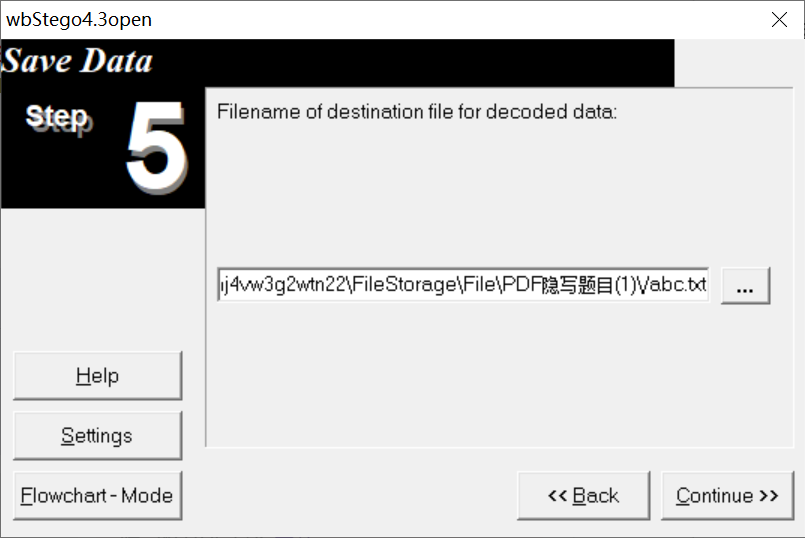 wbStego4.3open
Save Data
Step 5
Filename of destination file for decoded data:
ıj4vw3g2wtn22\FileStorage\File\PDF隐写题目(1)\/abc.txt
...
Help
Settings
Flowchart - Mode
<< Back
Continue >>